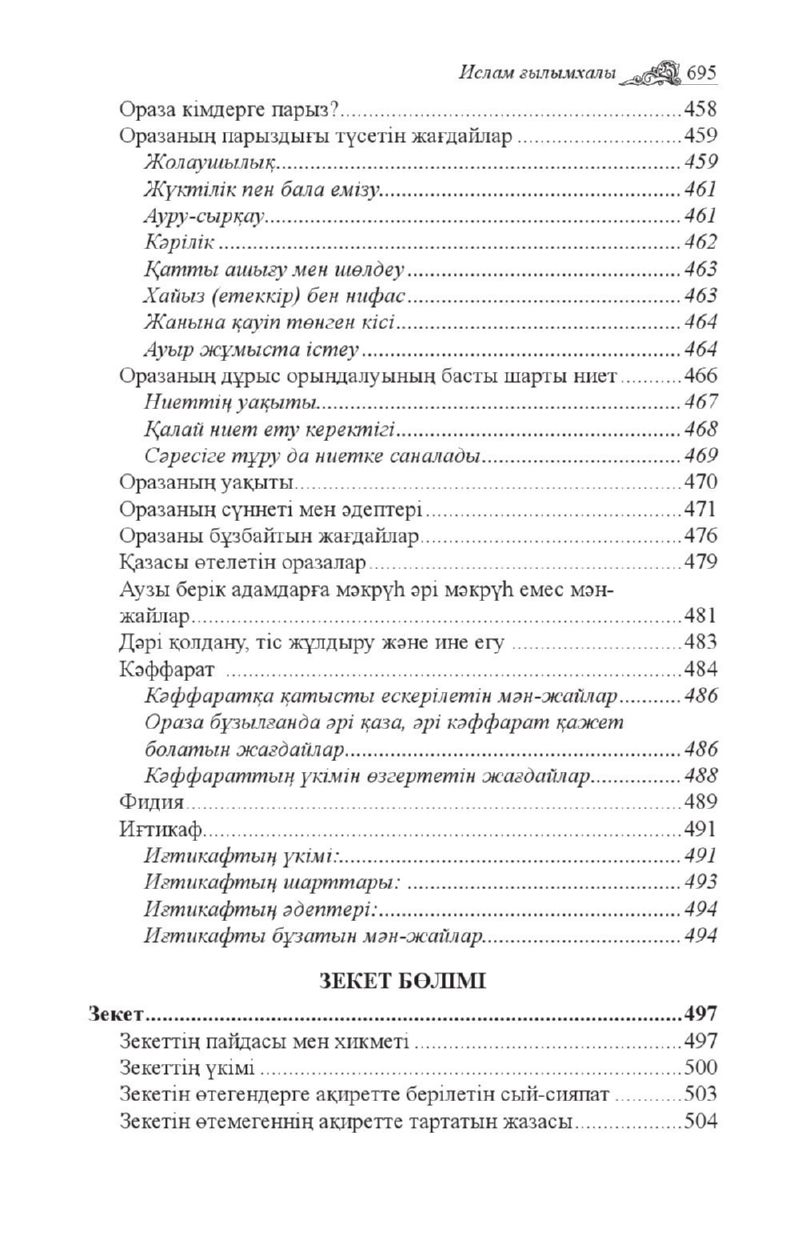 Ислам ғылымхалы 695
Ораза кімдерге парыз?..........458
Оразаның парыздығы түсетін жағдайлар..........459
Жолаушылық..........459
Жүктілік пен бала емізу..........461
Ауру-сырқау..........461
Кәрілік..........462
Қатты ашығу мен шөлдеу..........463
Хайыз (етеккір) бен нифас..........463
Жанына қауіп төнген кісі..........464
Ауыр жұмыста істеу..........464
Оразаның дұрыс орындалуының басты шарты ниет..........466
Ниеттің уақыты..........467
Қалай ниет ету керектігі..........468
Сәресіге тұру да ниетке саналады..........469
Оразаның уақыты..........470
Оразаның сүннеті мен әдептері..........471
Оразаны бұзбайтын жағдайлар..........476
Қазасы өтелетін оразалар..........479
Аузы берік адамдарға мәкрүһ әрі мәкрүһ емес мән-
жайлар..........481
Дәрі қолдану, тіс жұлдыру және ине егу..........483
Кәффарат..........484
Кәффаратқа қатысты ескерілетін мән-жайлар..........486
Ораза бұзылғанда әрі қаза, әрі кәффарат қажет
болатын жағдайлар..........486
Кәффараттың үкімін өзгертетін жағдайлар..........488
Фидия..........489
Иғтикаф..........491
Иғтикафтың үкімі:..........491
Иғтикафтың шарттары:..........493
Иғтикафтың әдептері:..........494
Иғтикафты бұзатын мән-жайлар..........494
ЗЕКЕТ БӨЛІМІ
Зекет..........497
Зекеттің пайдасы мен хикметі..........497
Зекеттің үкімі..........500
Зекетін өтегендерге ақиретте берілетін сый-сияпат..........503
Зекетін өтемегеннің ақиретте тартатын жазасы..........504